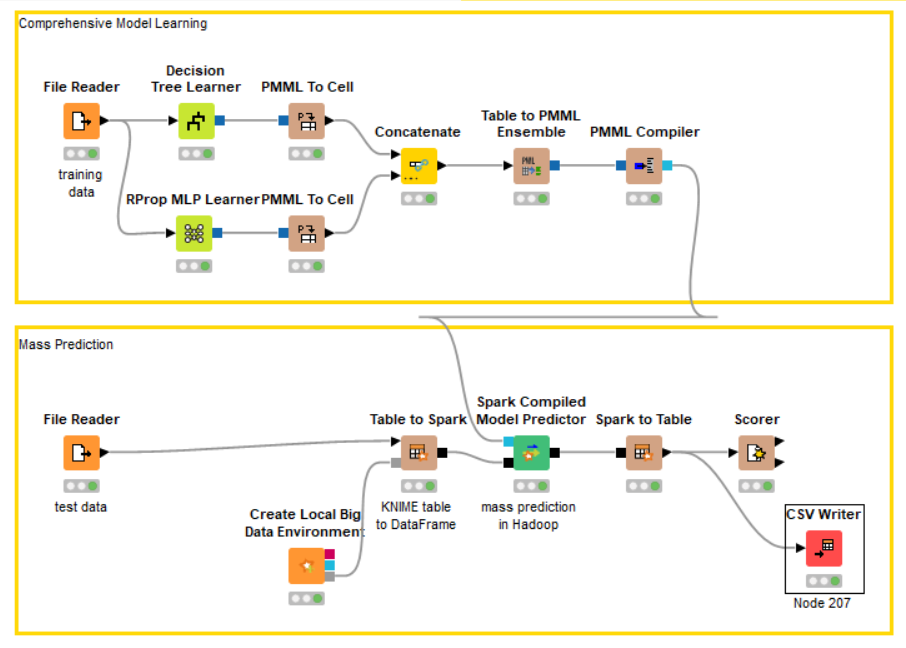 Comprehensive Model Learning
Decision
File Reader
Tree Learner
PMML To Cell
Table to PMML
Concatenate
Ensemble
PMML Compiler
training
data
RProp MLP Learner
PMML To Cell
Mass Prediction
Spark Compiled
File Reader
Table to Spark
Model Predictor
Spark to Table
Scorer
test data
KNIME table
to DataFrame
mass prediction
in Hadoop
Create Local Big
Data Environment
CSV Writer
Node 207